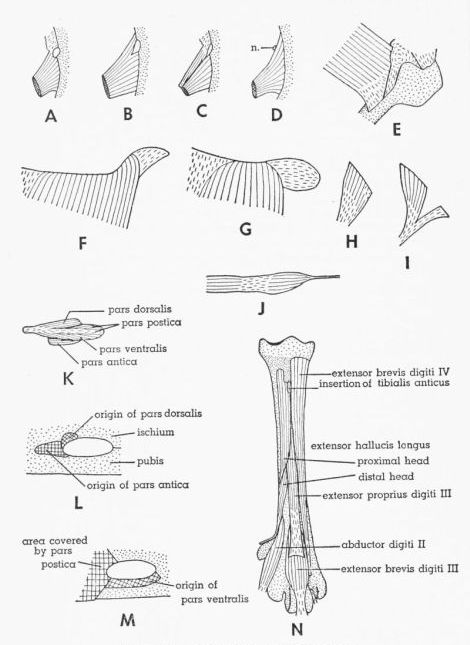 n.
A
B
C
D
E
F
G
H
I
J
pars dorsalis
pars postica
pars ventralis
pars antica
K
origin of pars dorsalis
ischium
pubis
origin of pars antica
L
area covered
by pars
postica
origin of
pars ventralis
M
extensor brevis digiti IV
insertion of tibialis anticus
extensor hallucis longus
proximal head
distal head
extensor proprius digiti III
abductor digiti II
extensor brevis digiti III
N